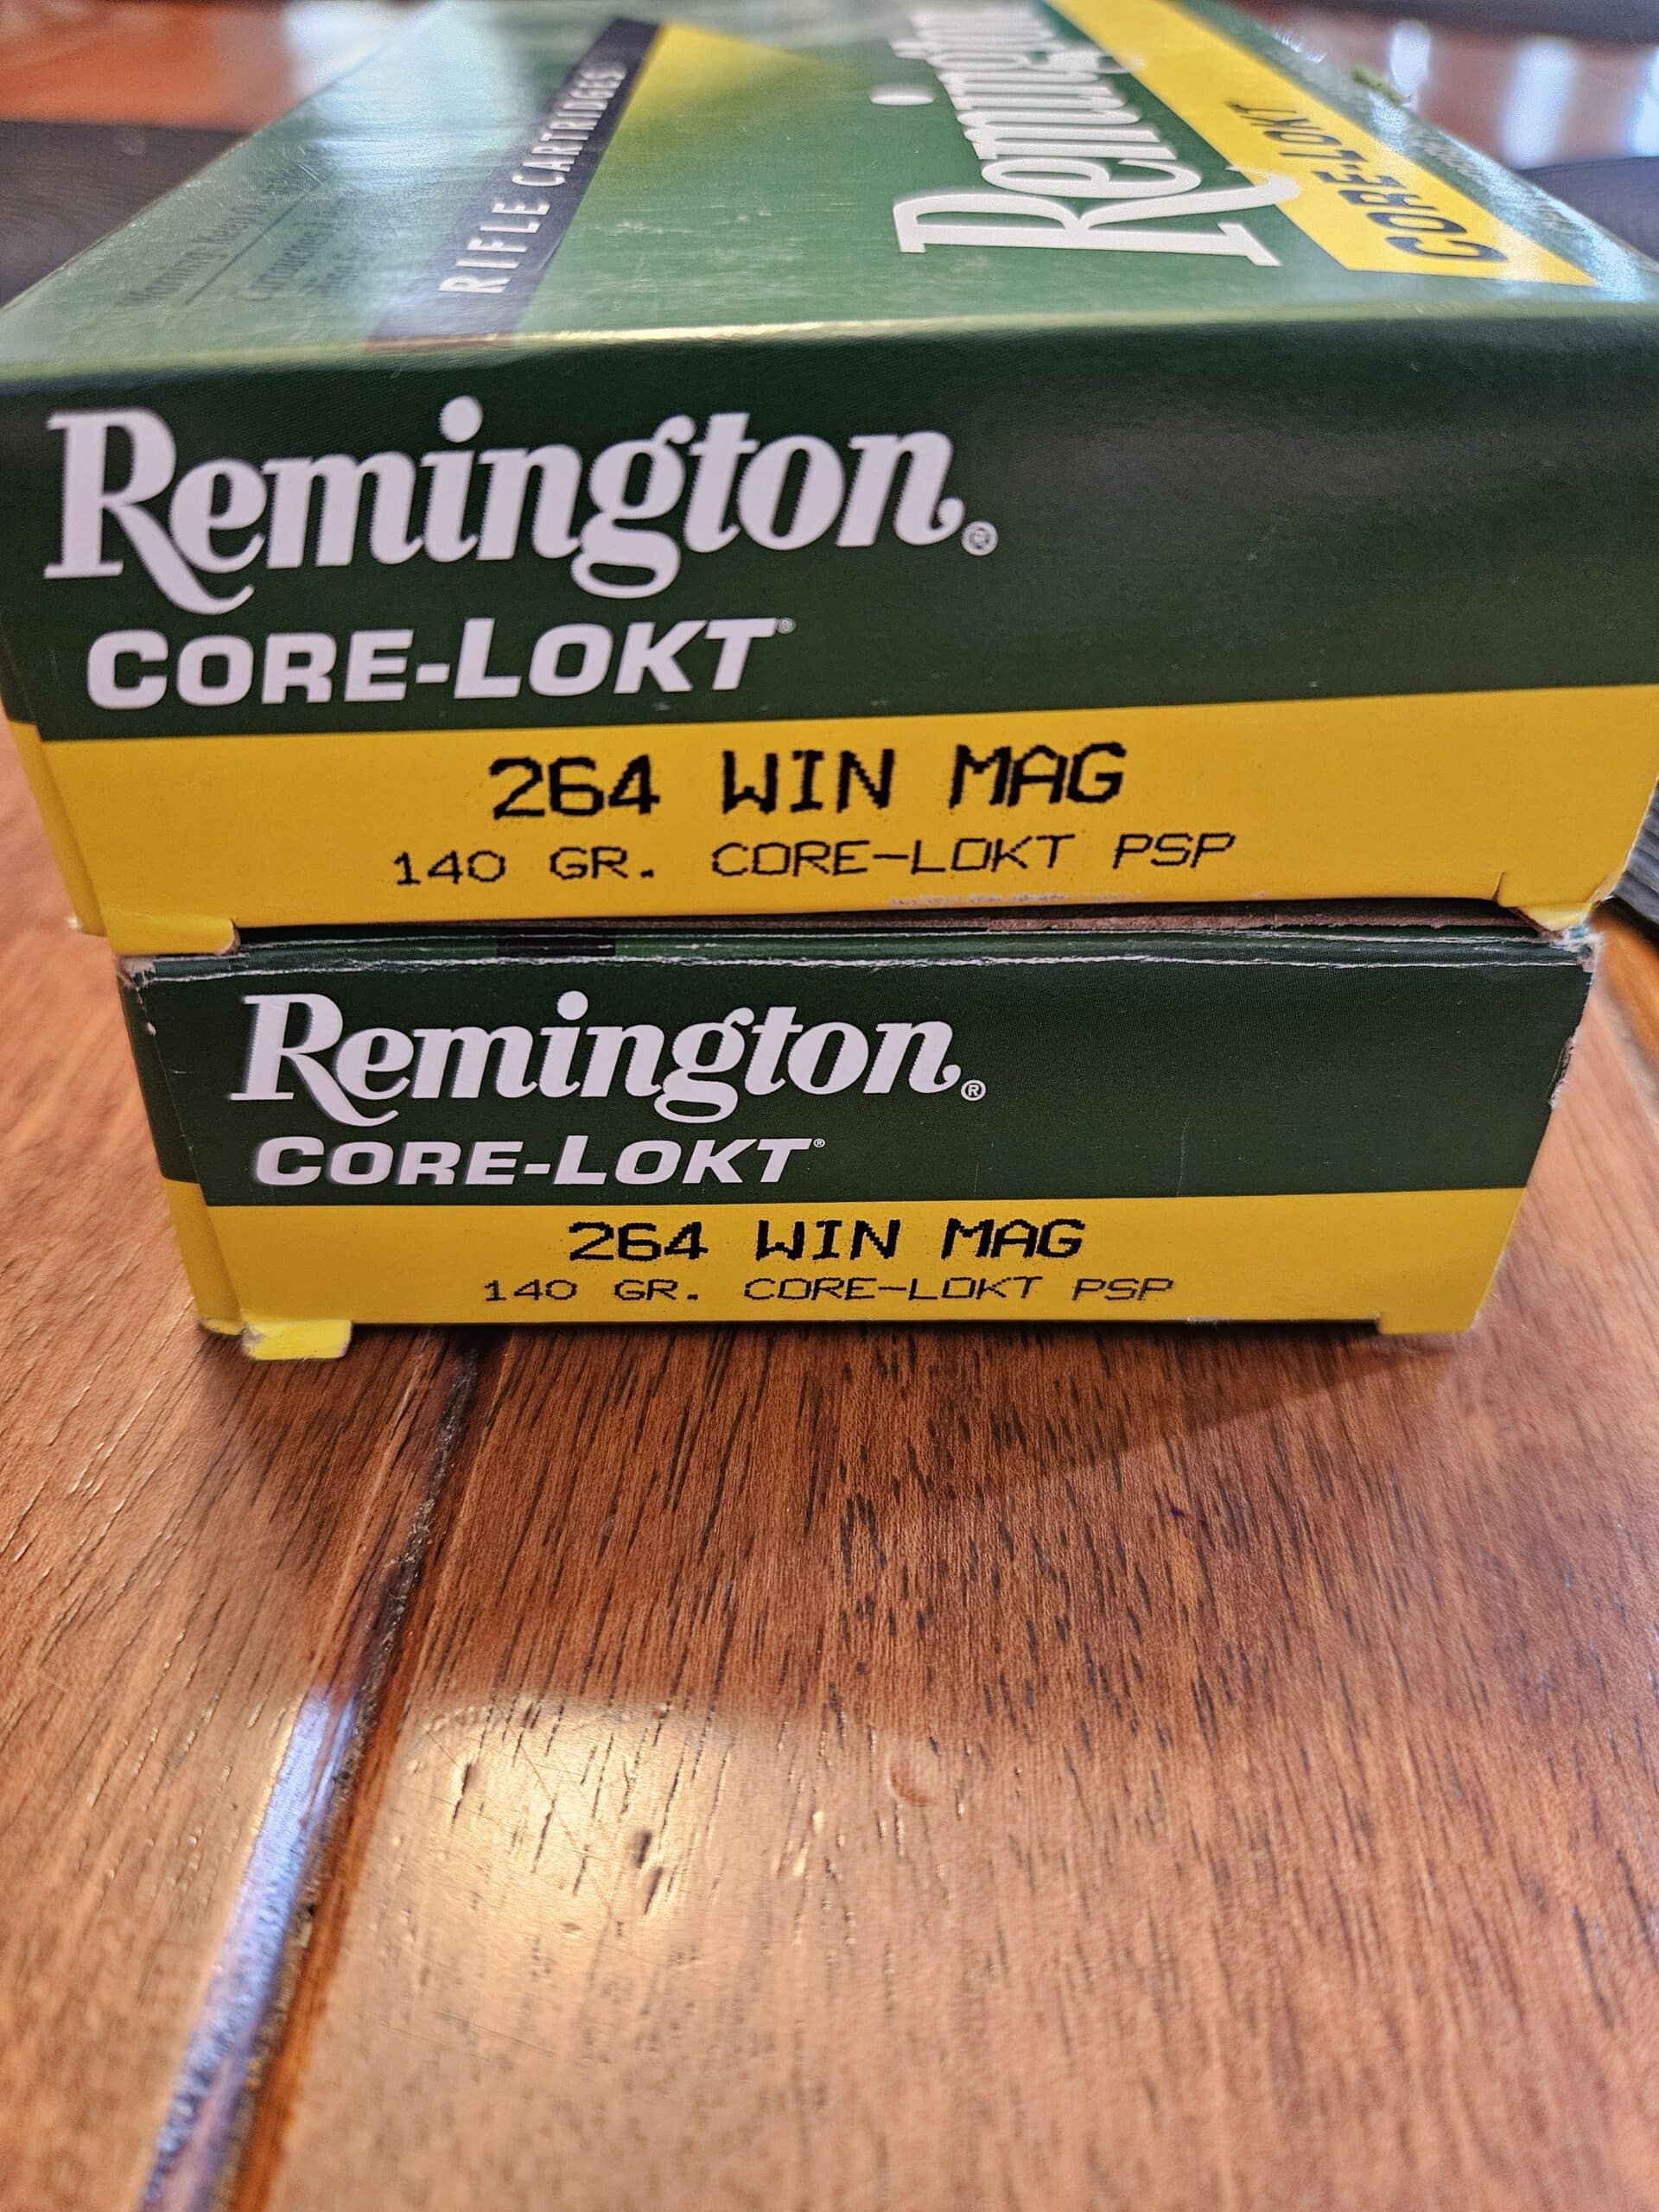 RIFLE CARTRIDGES
Remington
CORE-LOKT
Remington®
CORE-LOKT®
264 WIN MAG
140 GR. CORE-LOKT PSP
Remington®
CORE-LOKT®
264 WIN MAG
140 GR. CORE-LOKT PSP